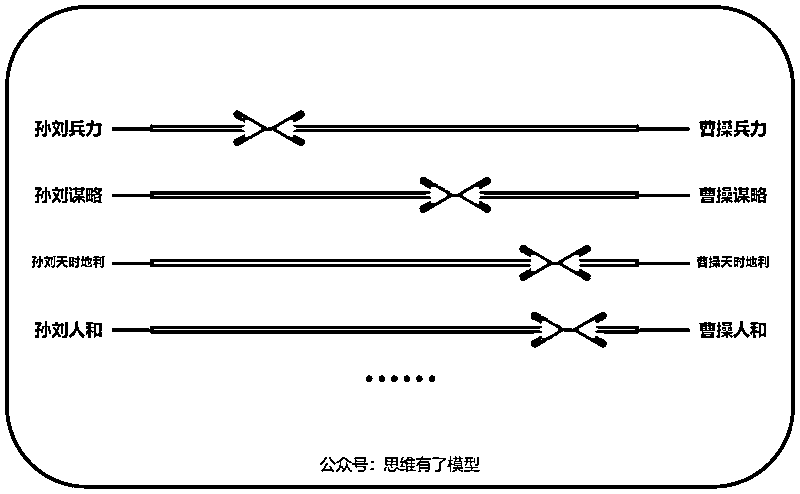 孙刘兵力 曹操兵力
孙刘谋略 曹操谋略
孙刘天时地利 曹操天时地利
孙刘人和 曹操人和
······
公众号：思维有了模型